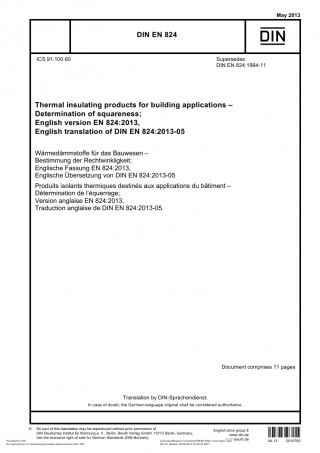 May 2013
DIN EN 824
DIN
ICS 91.100.60
Supersedes
DIN EN 824:1994-11
Thermal insulating products for building applications –
Determination of squareness;
English version EN 824:2013,
English translation of DIN EN 824:2013-05
Wärmedämmstoffe für das Bauwesen –
Bestimmung der Rechtwinkligkeit;
Englische Fassung EN 824:2013,
Englische Übersetzung von DIN EN 824:2013-05
Produits isolants thermiques destinés aux applications du bâtiment –
Détermination de l'équerrage;
Version anglaise EN 824:2013,
Traduction anglaise de DIN EN 824:2013-05
Document comprises 11 pages
Translation by DIN-Sprachendienst.
In case of doubt, the German-language original shall be considered authoritative.
© No part of this translation may be reproduced without prior permission of
DIN Deutsches Institut für Normung e. V., Berlin. Beuth Verlag GmbH, 10772 Berlin, Germany,
has the exclusive right of sale for German Standards (DIN-Normen).
English price group 8
www.din.de
www.beuth.de